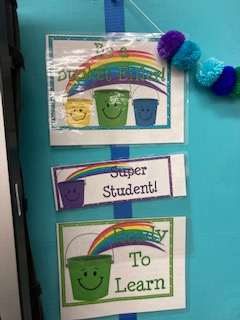 Be a
Bucket Filler!
Super
Student!
Ready
To
Learn